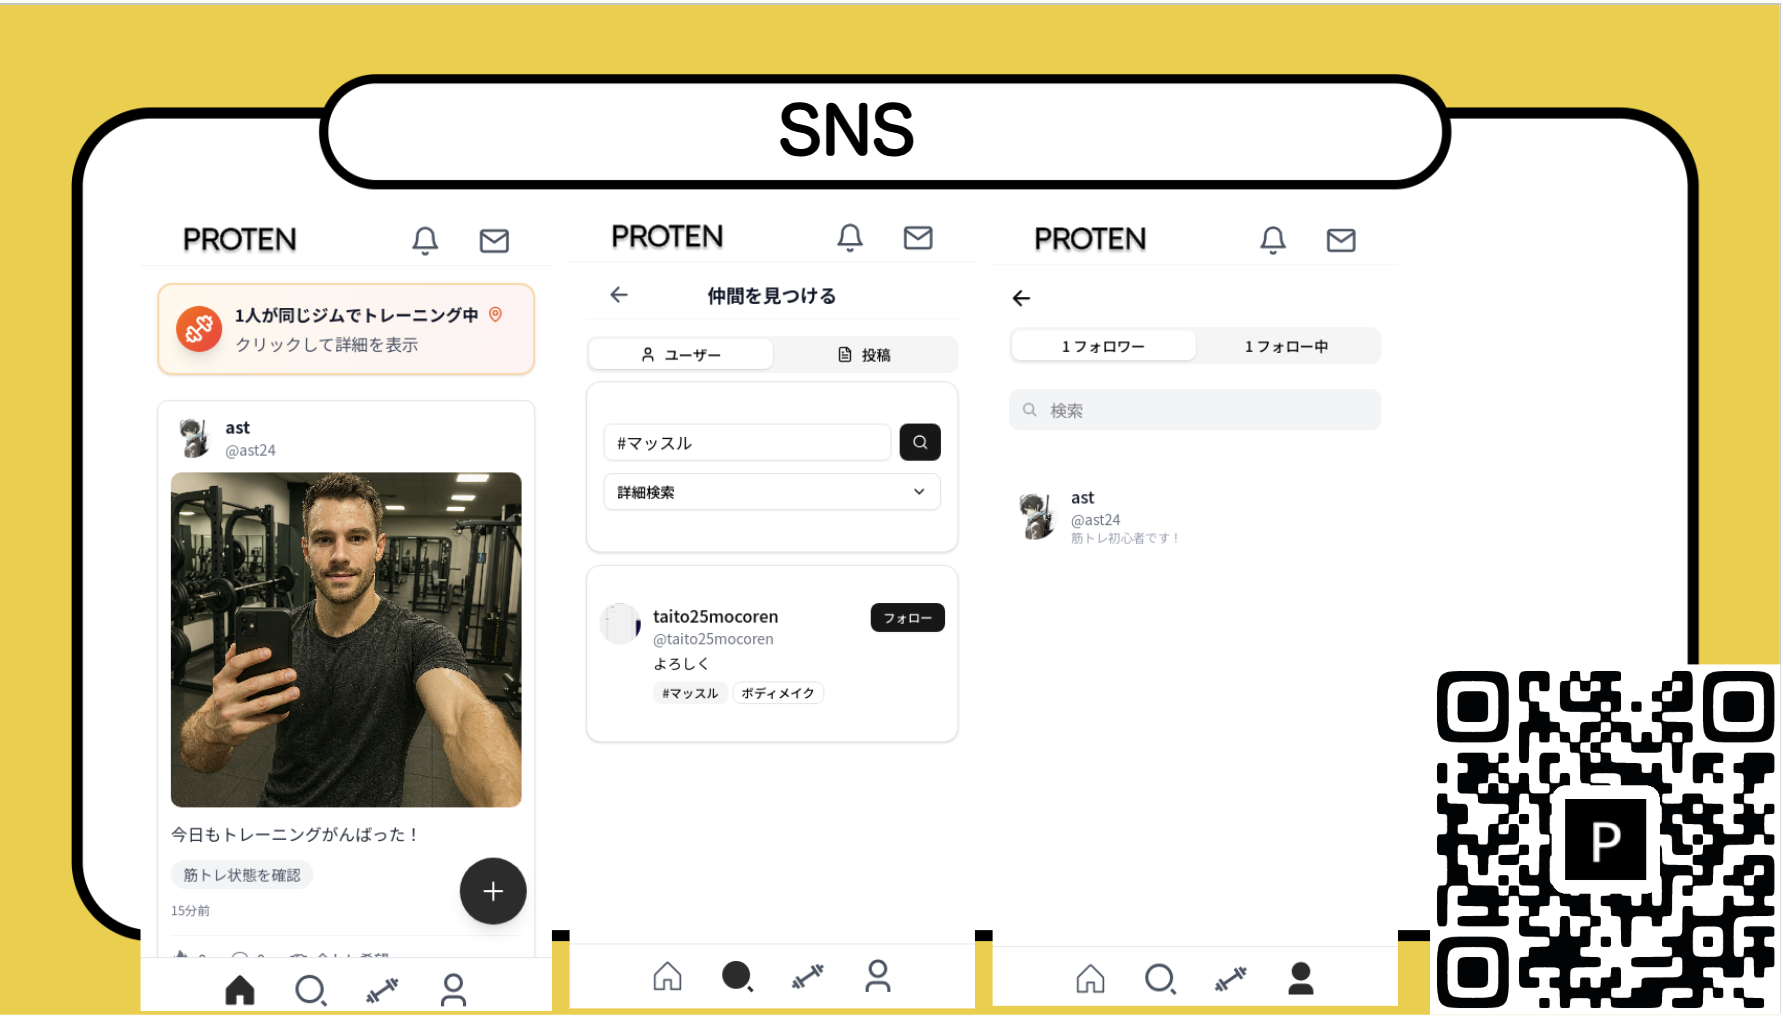 SNS
PROTEN
1人が同じジムでトレーニング中
クリックして詳細を表示
ast
@ast24
今日もトレーニングがんばった！
筋トレ状態を確認
15分前
PROTEN
仲間を見つける
ユーザー
投稿
#マッスル
詳細検索
taito25mocoren
フォロー
@taito25mocoren
よろしく
#マッスル
ボディメイク
PROTEN
1 フォロワー
1 フォロー中
検索
ast
@ast24
筋トレ初心者です！
P